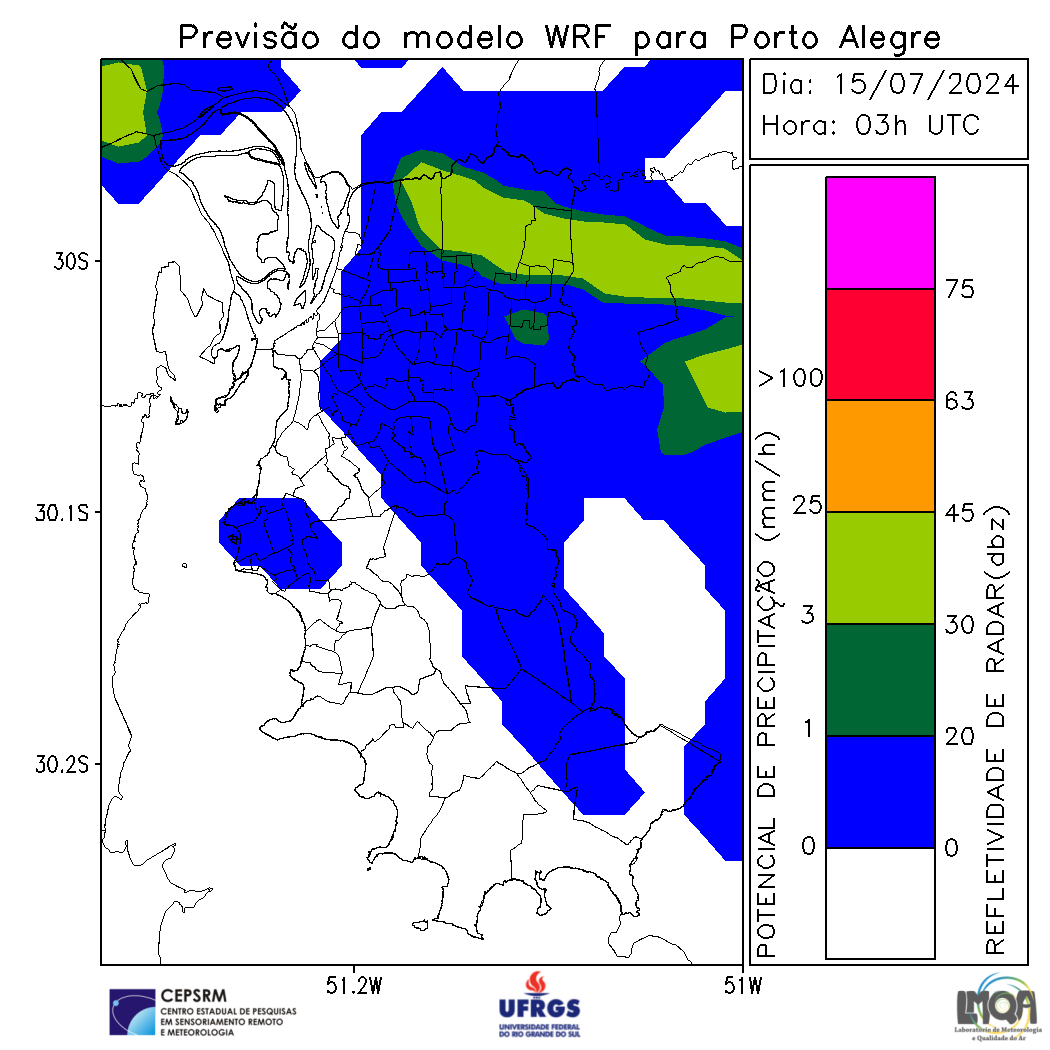 Previsão do modelo WRF para Porto Alegre
Dia: 15/07/2024
Hora: 03h UTC
30S
30.1S
30.2S
51.2W
51W
POTENCIAL DE PRECIPITAÇÃO (mm/h)
>100
25
3
1
0
75
63
45
30
20
0
REFLETIVIDADE DE RADAR(dbz)
CEPSRM
CENTRO ESTADUAL DE PESQUISAS
EM SENSORIAMENTO REMOTO
E METEOROLOGIA
UFRGS
UNIVERSIDADE FEDERAL
DO RIO GRANDE DO SUL
LMQA
Laboratório de Meteorologia
e Qualidade do Ar